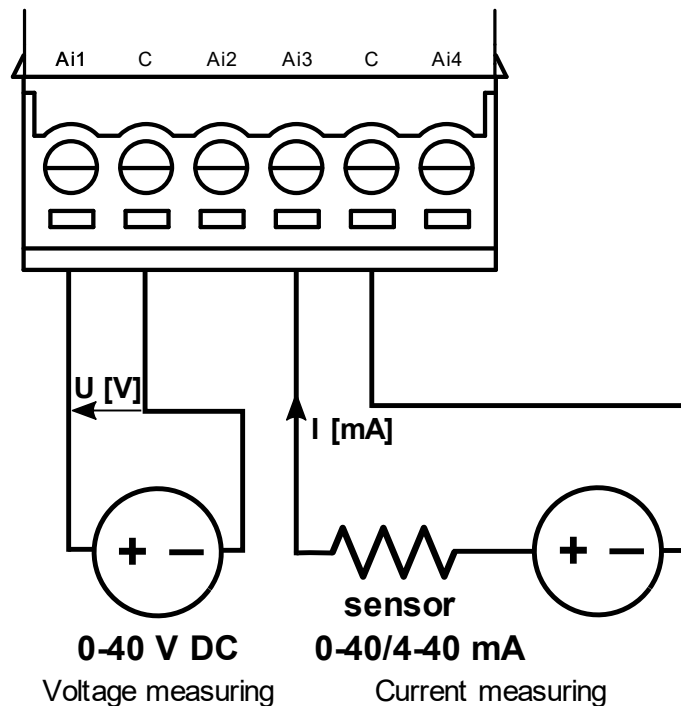 Ai1 C Ai2 Ai3 C Ai4
U [V]
I [mA]
+ − + −
sensor
0-40 V DC 0-40/4-40 mA
Voltage measuring Current measuring